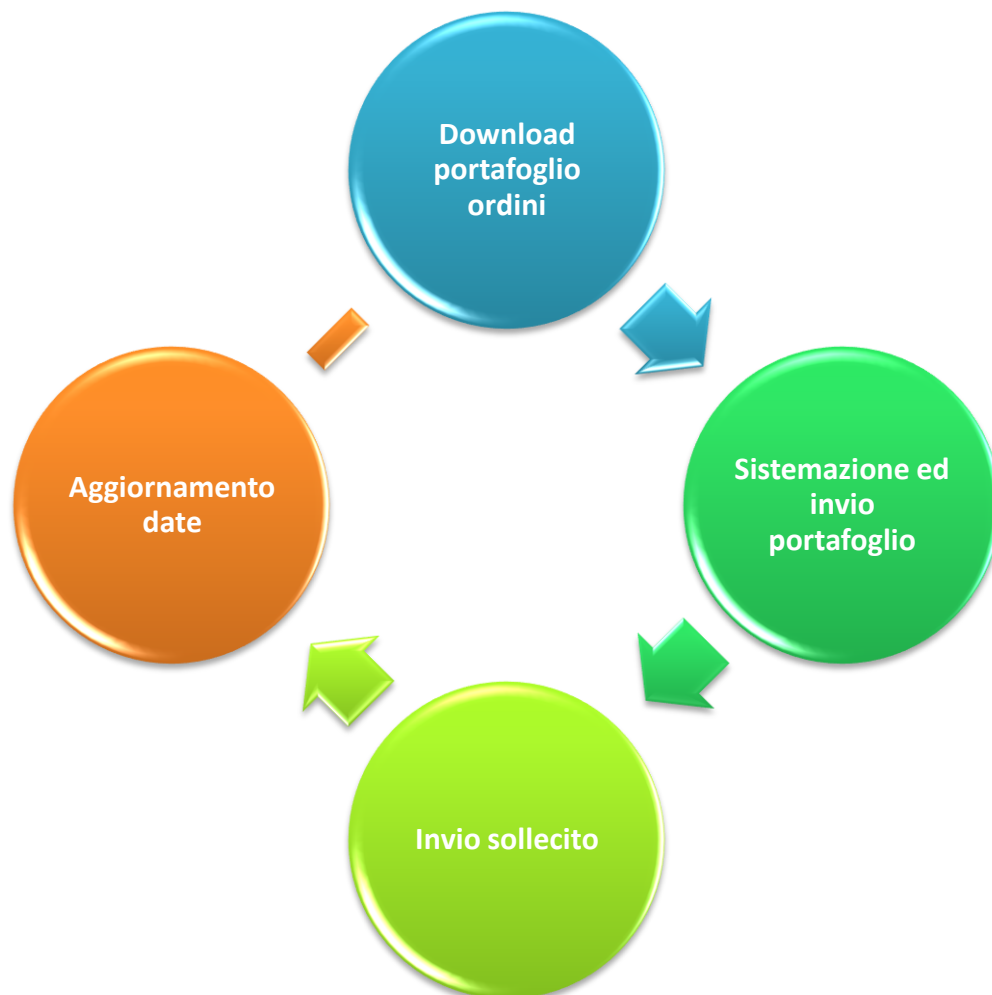 Download
portafoglio
ordini
Sistemazione ed
invio
portafoglio
Invio sollecito
Aggiornamento
date